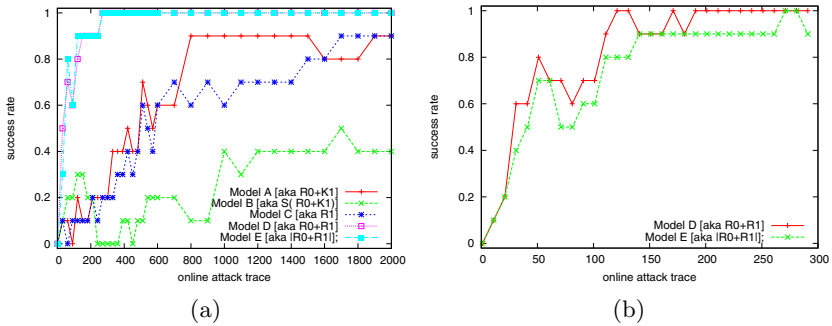 1
0.8
0.6
0.4
0.2
0
success rate
0 200 400 600 800 1000 1200 1400 1600 1800 2000
online attack trace
Model A [aka R0+K1]
Model B [aka S( R0+K1)]
Model C [aka R1]
Model D [aka R0+R1]
Model E [aka |R0+R1|];
(a)
1
0.8
0.6
0.4
0.2
0
success rate
0 50 100 150 200 250 300
online attack trace
Model D [aka R0+R1]
Model E [aka |R0+R1|];
(b)